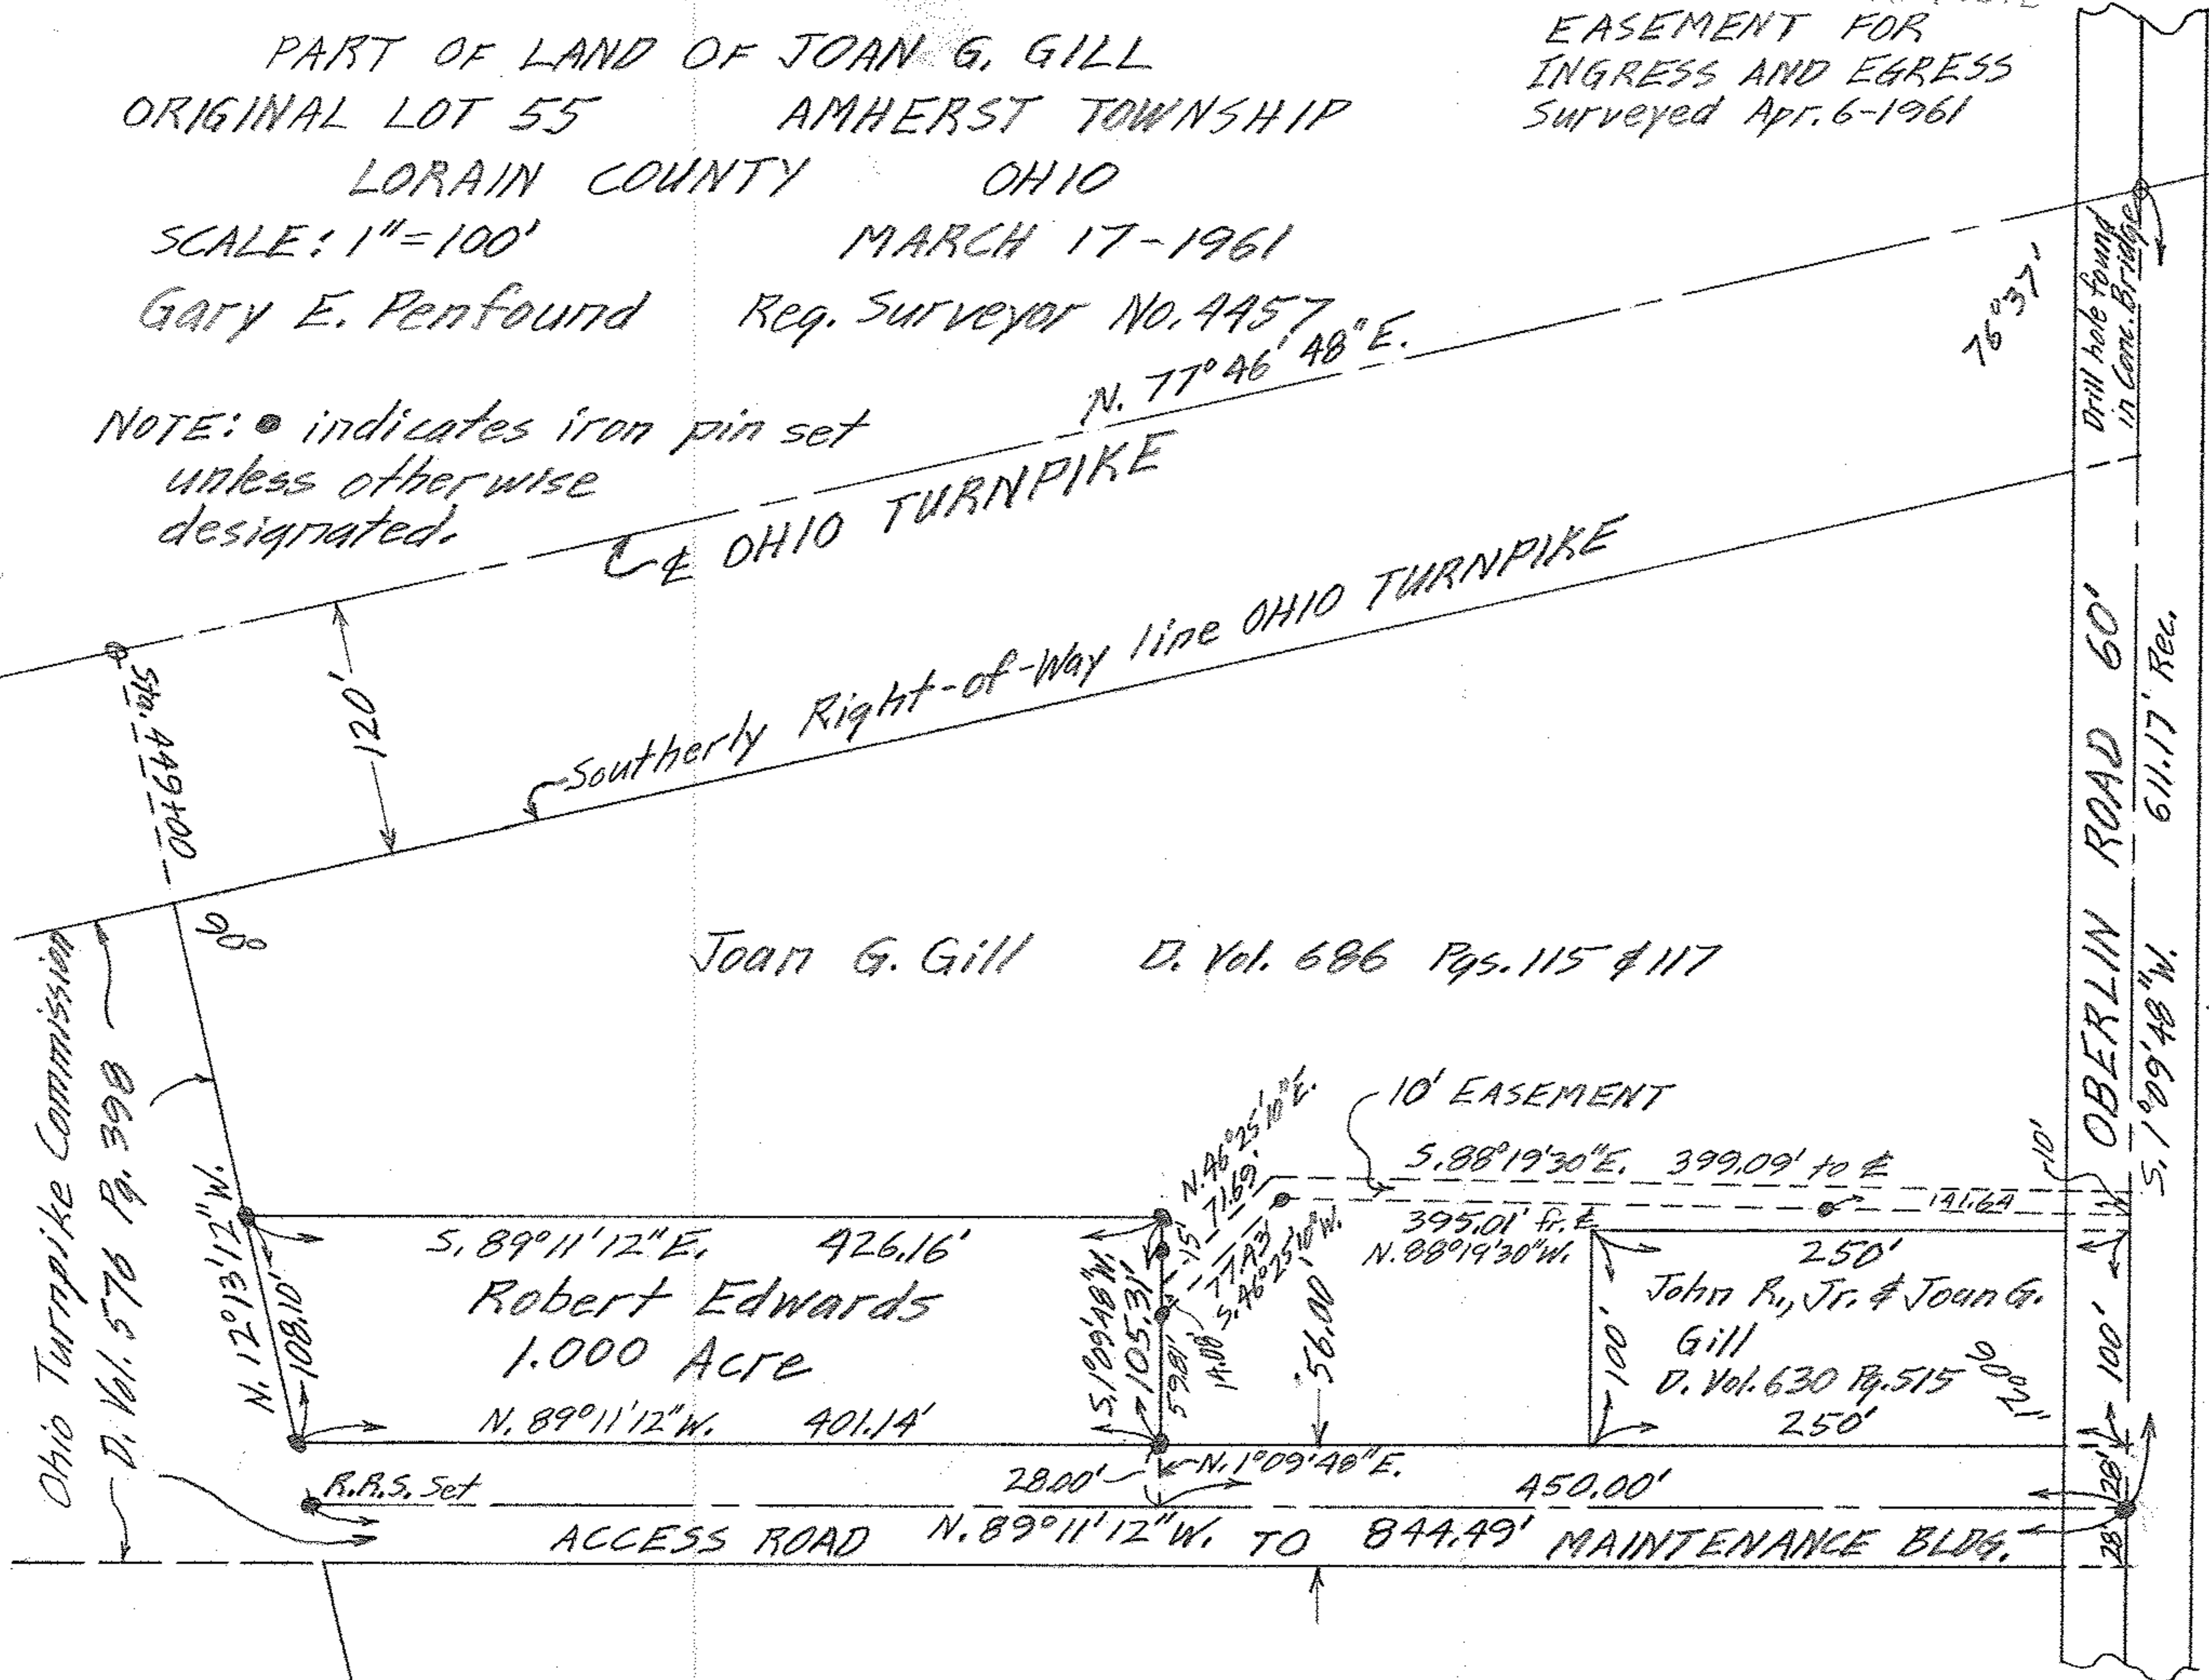 PART OF LAND OF JOAN G. GILL
ORIGINAL LOT 55 AMHERST TOWNSHIP
LORAIN COUNTY OHIO
SCALE: 1"=100' MARCH 17-1961
Gary E. Penfound Reg. Surveyor No. 4457
EASEMENT FOR
INGRESS AND EGRESS
Surveyed Apr. 6-1961
NOTE: • indicates iron pin set
unless otherwise
designated.
N. 77°46'48"E.
℄ OHIO TURNPIKE
Southerly Right-of-Way line OHIO TURNPIKE
Drill hole found
in Conc. Bridge
Sta. 499+00
120'
90°
OBERLIN ROAD 60'
S. 1°09'48"W. 611.17' Rec.
Joan G. Gill D. Vol. 686 Pgs. 115 & 117
Ohio Turnpike Commission
D. Vol. 576 Pg. 398
N. 12°13'12"W.
108.10'
10' EASEMENT
S. 88°19'30"E. 399.09' to ℄
10'
141.64
395.01' fr. ℄
N. 88°19'30"W.
N. 46°25'10"E.
71.69'
15'
77.73
S. 46°25'10"W.
S. 89°11'12"E. 426.16'
Robert Edwards
1.000 Acre
N. 89°11'12"W. 401.14'
S. 1°09'48"W.
105.31'
59.81'
56.00'
250'
John R., Jr. & Joan G.
Gill
D. Vol. 630 Pg. 515
250'
100'
100'
28.00'
N. 1°09'48"E.
450.00'
28'
28'
R.R.S. Set
ACCESS ROAD N. 89°11'12"W. TO 844.49' MAINTENANCE BLDG.